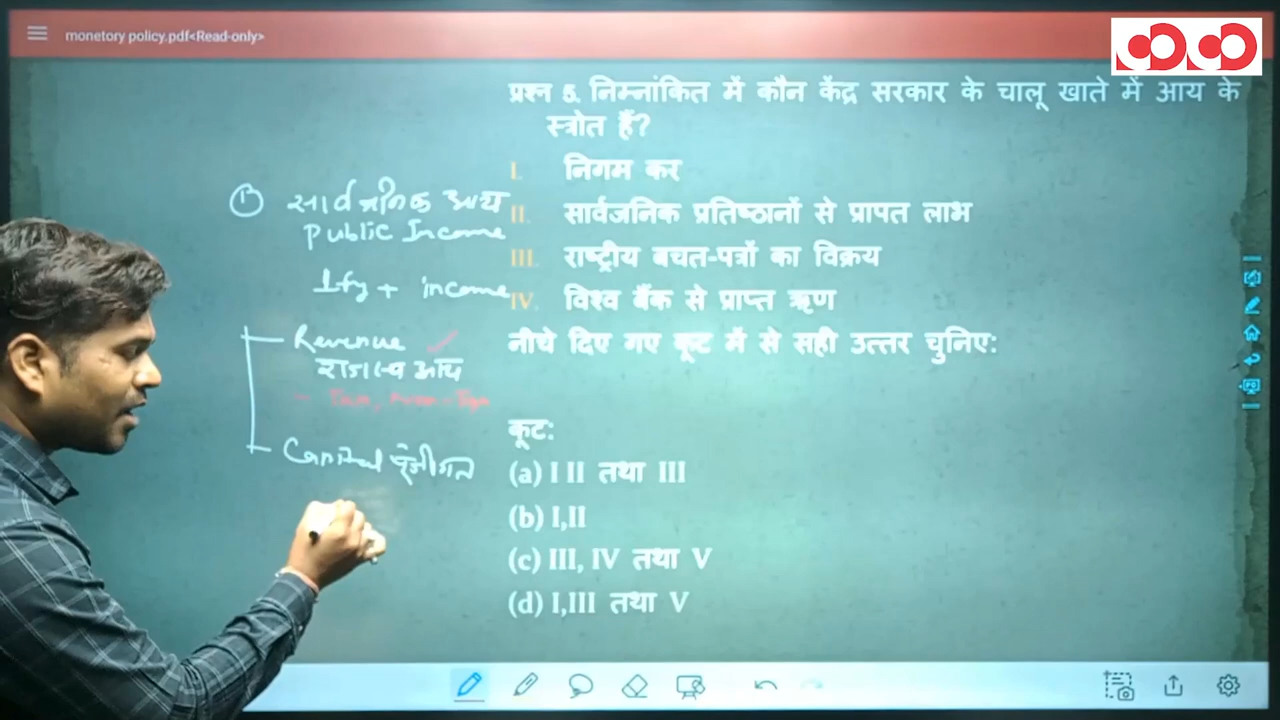 monetory policy.pdf<Read-only>
प्रश्न 5. निम्नांकित में कौन केंद्र सरकार के चालू खाते में आय के
स्त्रोत हैं?
I. निगम कर
II. सार्वजनिक प्रतिष्ठानों से प्रापत लाभ
III. राष्ट्रीय बचत-पत्रों का विक्रय
IV. विश्व बैंक से प्राप्त ऋण
नीचे दिए गए कूट में से सही उत्तर चुनिए:
कूट:
(a) I II तथा III
(b) I,II
(c) III, IV तथा V
(d) I,III तथा V
① सार्वजनिक आय
Public Income
+ income
Revenue
राजस्व आय
Capital पूंजीगत